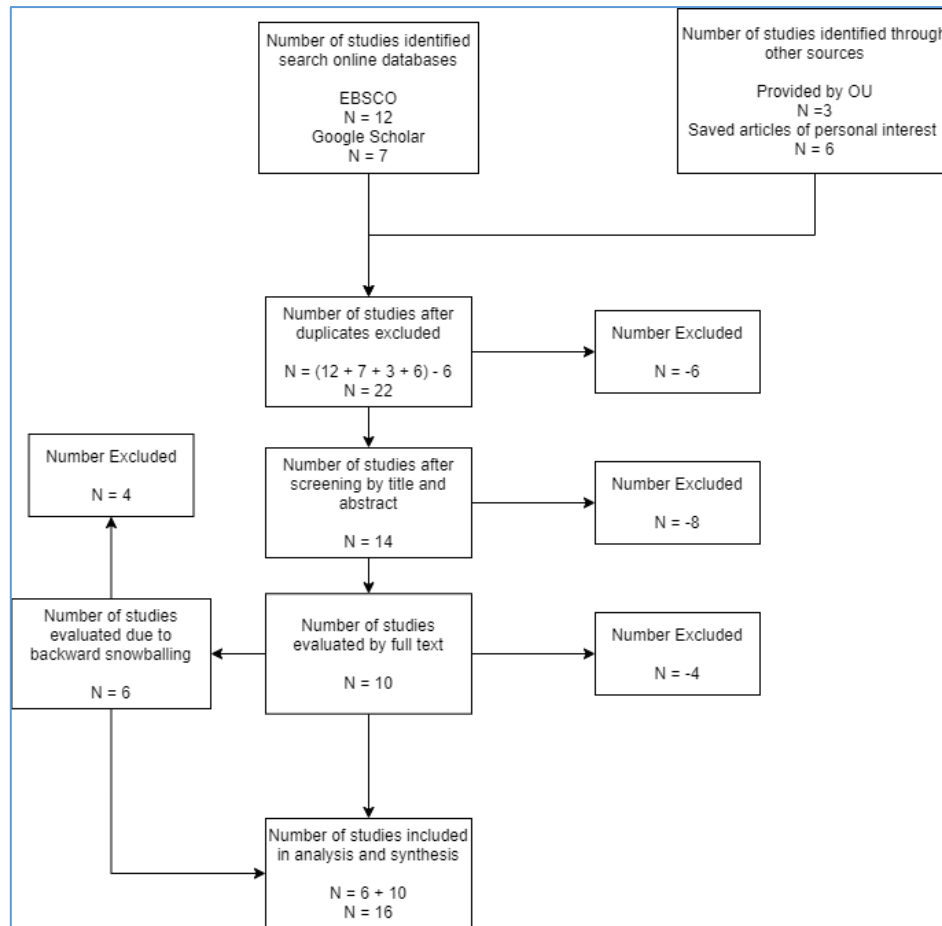 Number of studies identified
search online databases
EBSCO
N = 12
Google Scholar
N = 7
Number of studies identified through
other sources
Provided by OU
N =3
Saved articles of personal interest
N = 6
Number of studies after
duplicates excluded
N = (12 + 7 + 3 + 6) - 6
N = 22
Number Excluded
N = -6
Number of studies after
screening by title and
abstract
N = 14
Number Excluded
N = -8
Number Excluded
N = 4
Number of studies
evaluated due to
backward snowballing
N = 6
Number of studies
evaluated by full text
N = 10
Number Excluded
N = -4
Number of studies included
in analysis and synthesis
N = 6 + 10
N = 16